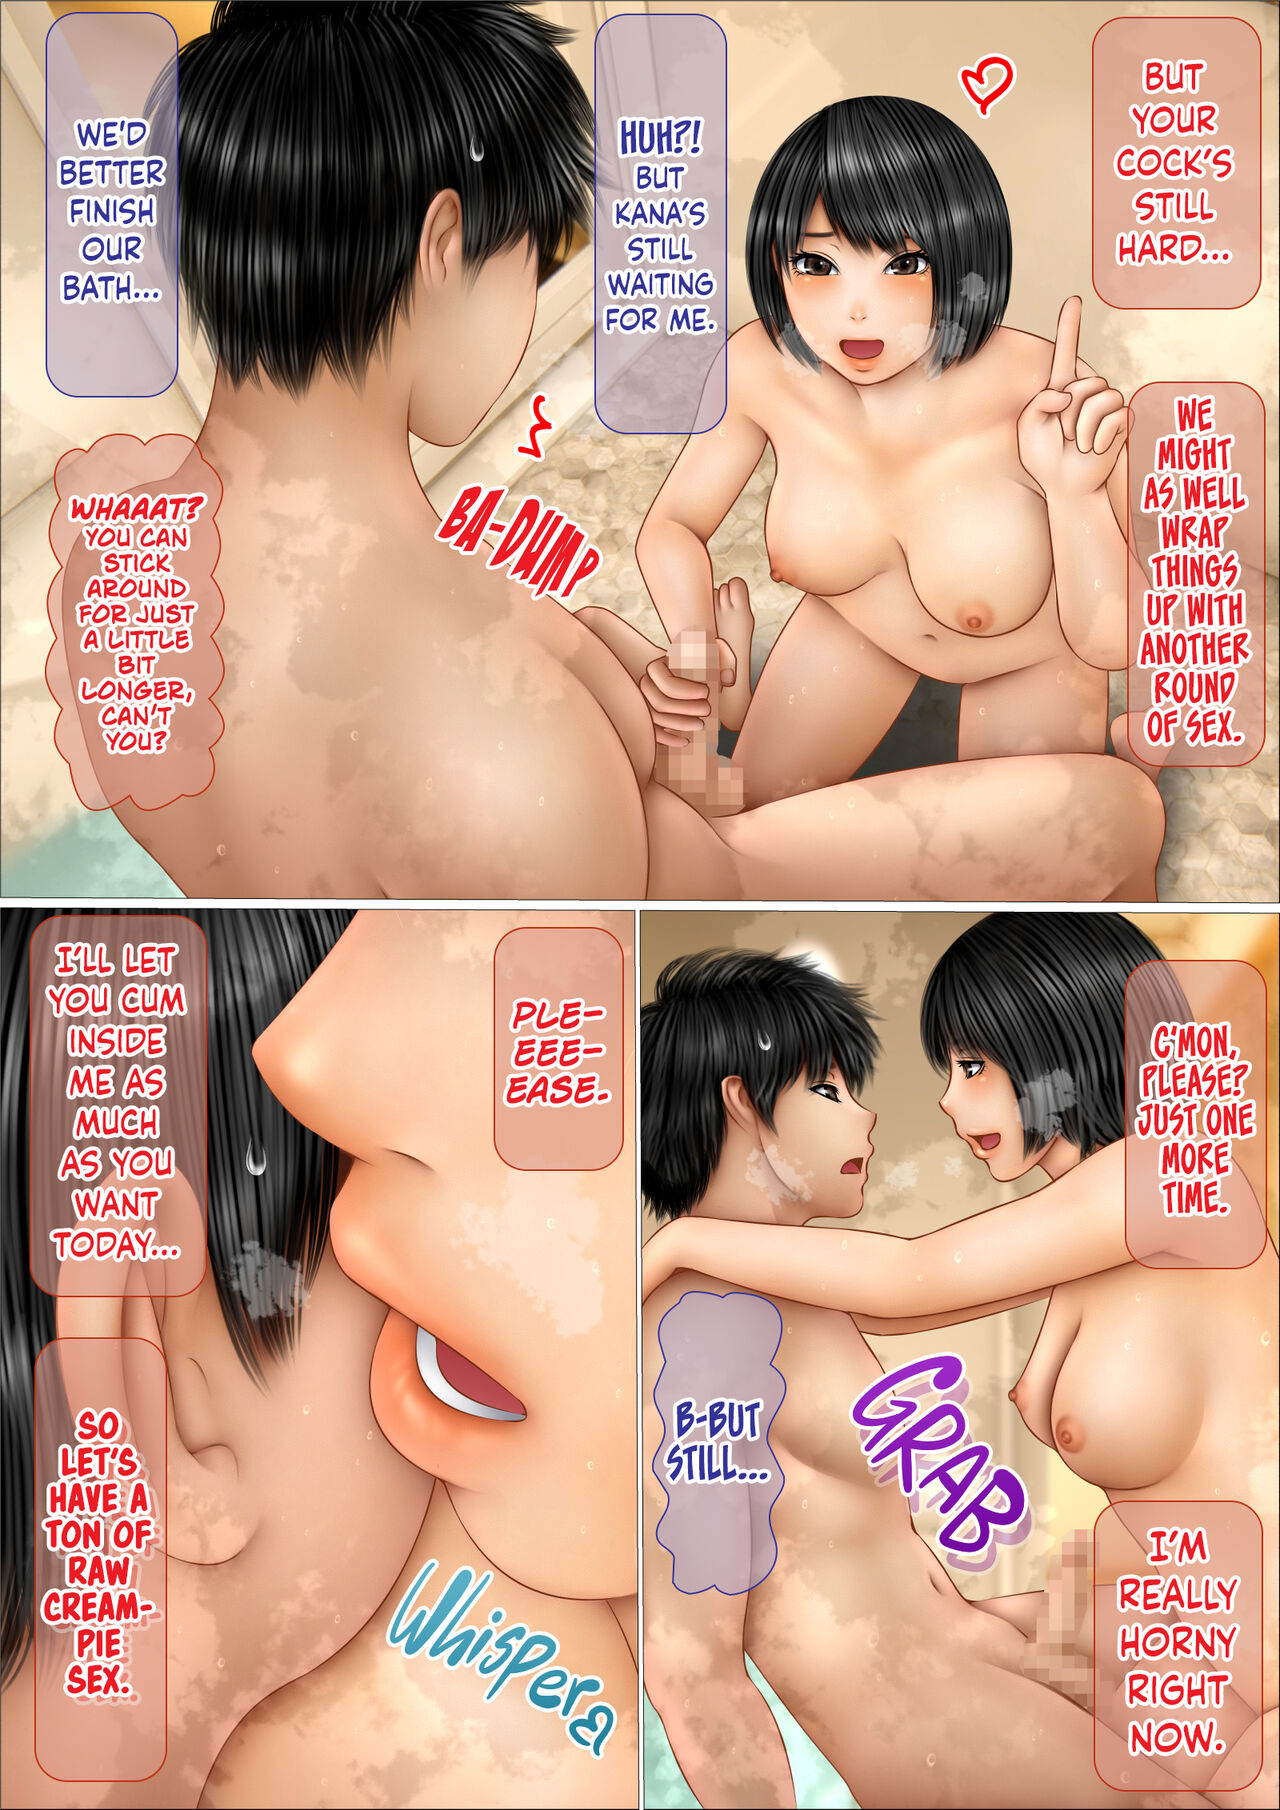 BUT
YOUR
COCK'S
STILL
HARD...
WE
MIGHT
AS WELL
WRAP
THINGS
UP WITH
ANOTHER
ROUND
OF SEX.
HUH?!
BUT
KANA'S
STILL
WAITING
FOR ME.
BA-DUMP
WE'D
BETTER
FINISH
OUR
BATH...
WHAAAT?
YOU CAN
STICK
AROUND
FOR JUST
A LITTLE
BIT
LONGER,
CAN'T
YOU?
C'MON,
PLEASE?
JUST ONE
MORE
TIME.
B-BUT
STILL...
GRAB
I'M
REALLY
HORNY
RIGHT
NOW.
PLE-
EEE-
EASE.
I'LL LET
YOU CUM
INSIDE
ME AS
MUCH
AS YOU
WANT
TODAY...
SO
LET'S
HAVE A
TON OF
RAW
CREAM-
PIE
SEX.
WHISPER